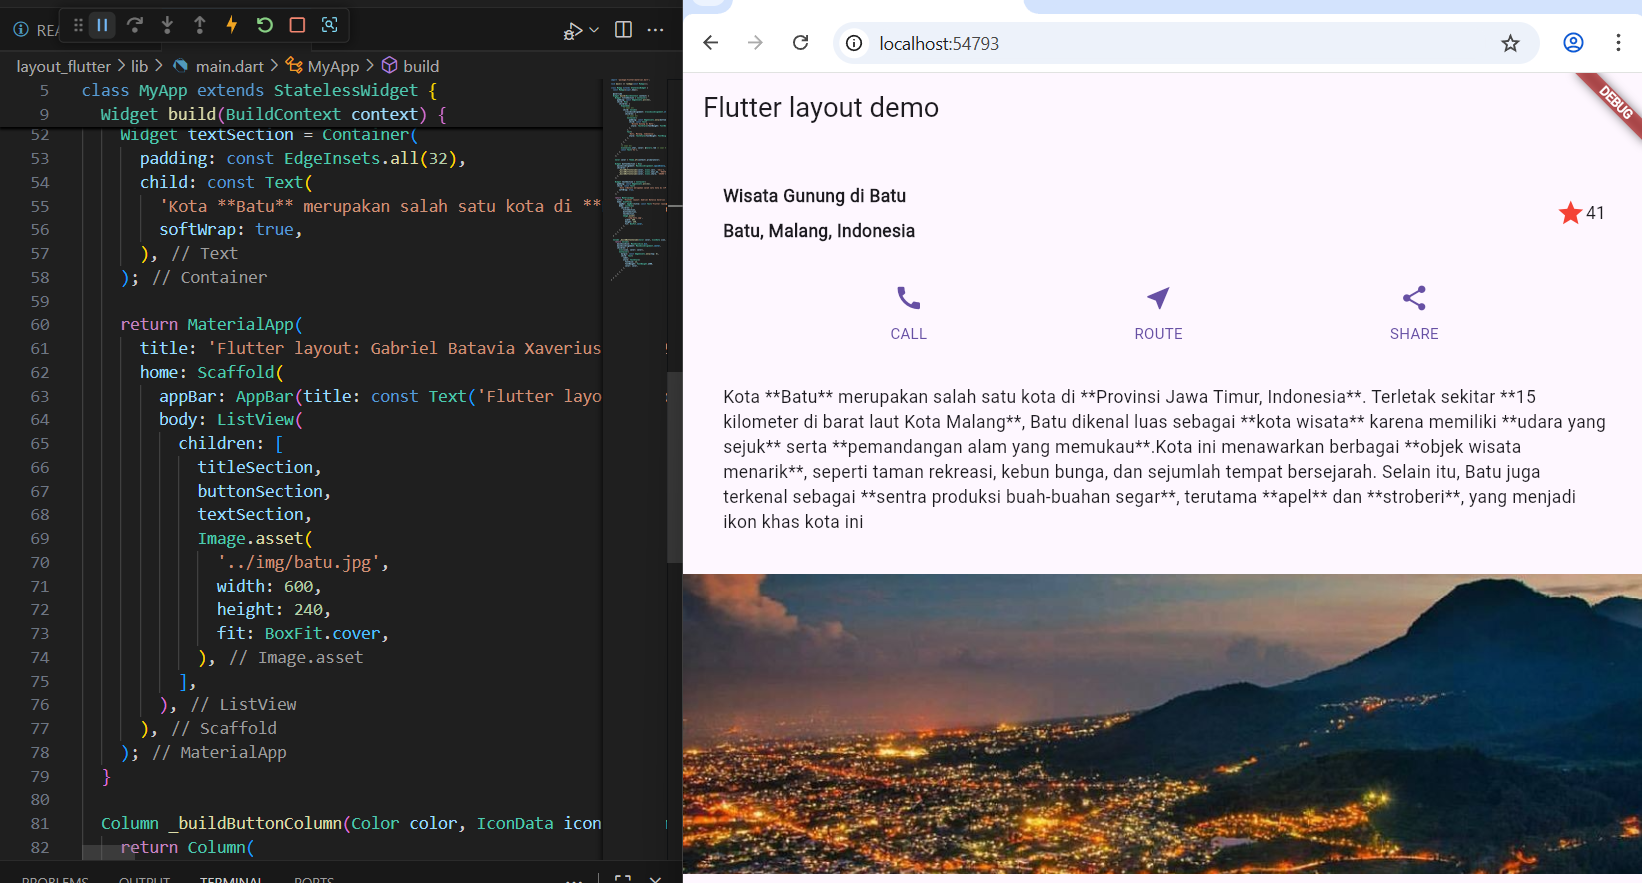 REA
layout_flutter > lib > main.dart > MyApp > build
5 class MyApp extends StatelessWidget {
9 Widget build(BuildContext context) {
52 Widget textSection = Container(
53 padding: const EdgeInsets.all(32),
54 child: const Text(
55 'Kota **Batu** merupakan salah satu kota di **
56 softWrap: true,
57 ), // Text
58 ); // Container
59
60 return MaterialApp(
61 title: 'Flutter layout: Gabriel Batavia Xaverius
62 home: Scaffold(
63 appBar: AppBar(title: const Text('Flutter layo
64 body: ListView(
65 children: [
66 titleSection,
67 buttonSection,
68 textSection,
69 Image.asset(
70 '../img/batu.jpg',
71 width: 600,
72 height: 240,
73 fit: BoxFit.cover,
74 ), // Image.asset
75 ],
76 ), // ListView
77 ), // Scaffold
78 ); // MaterialApp
79 }
80
81 Column _buildButtonColumn(Color color, IconData icon
82 return Column(
PROBLEMS OUTPUT TERMINAL PORTS
localhost:54793
DEBUG
Flutter layout demo
Wisata Gunung di Batu
Batu, Malang, Indonesia
41
CALL ROUTE SHARE
Kota **Batu** merupakan salah satu kota di **Provinsi Jawa Timur, Indonesia**. Terletak sekitar **15
kilometer di barat laut Kota Malang**, Batu dikenal luas sebagai **kota wisata** karena memiliki **udara yang
sejuk** serta **pemandangan alam yang memukau**.Kota ini menawarkan berbagai **objek wisata
menarik**, seperti taman rekreasi, kebun bunga, dan sejumlah tempat bersejarah. Selain itu, Batu juga
terkenal sebagai **sentra produksi buah-buahan segar**, terutama **apel** dan **stroberi**, yang menjadi
ikon khas kota ini